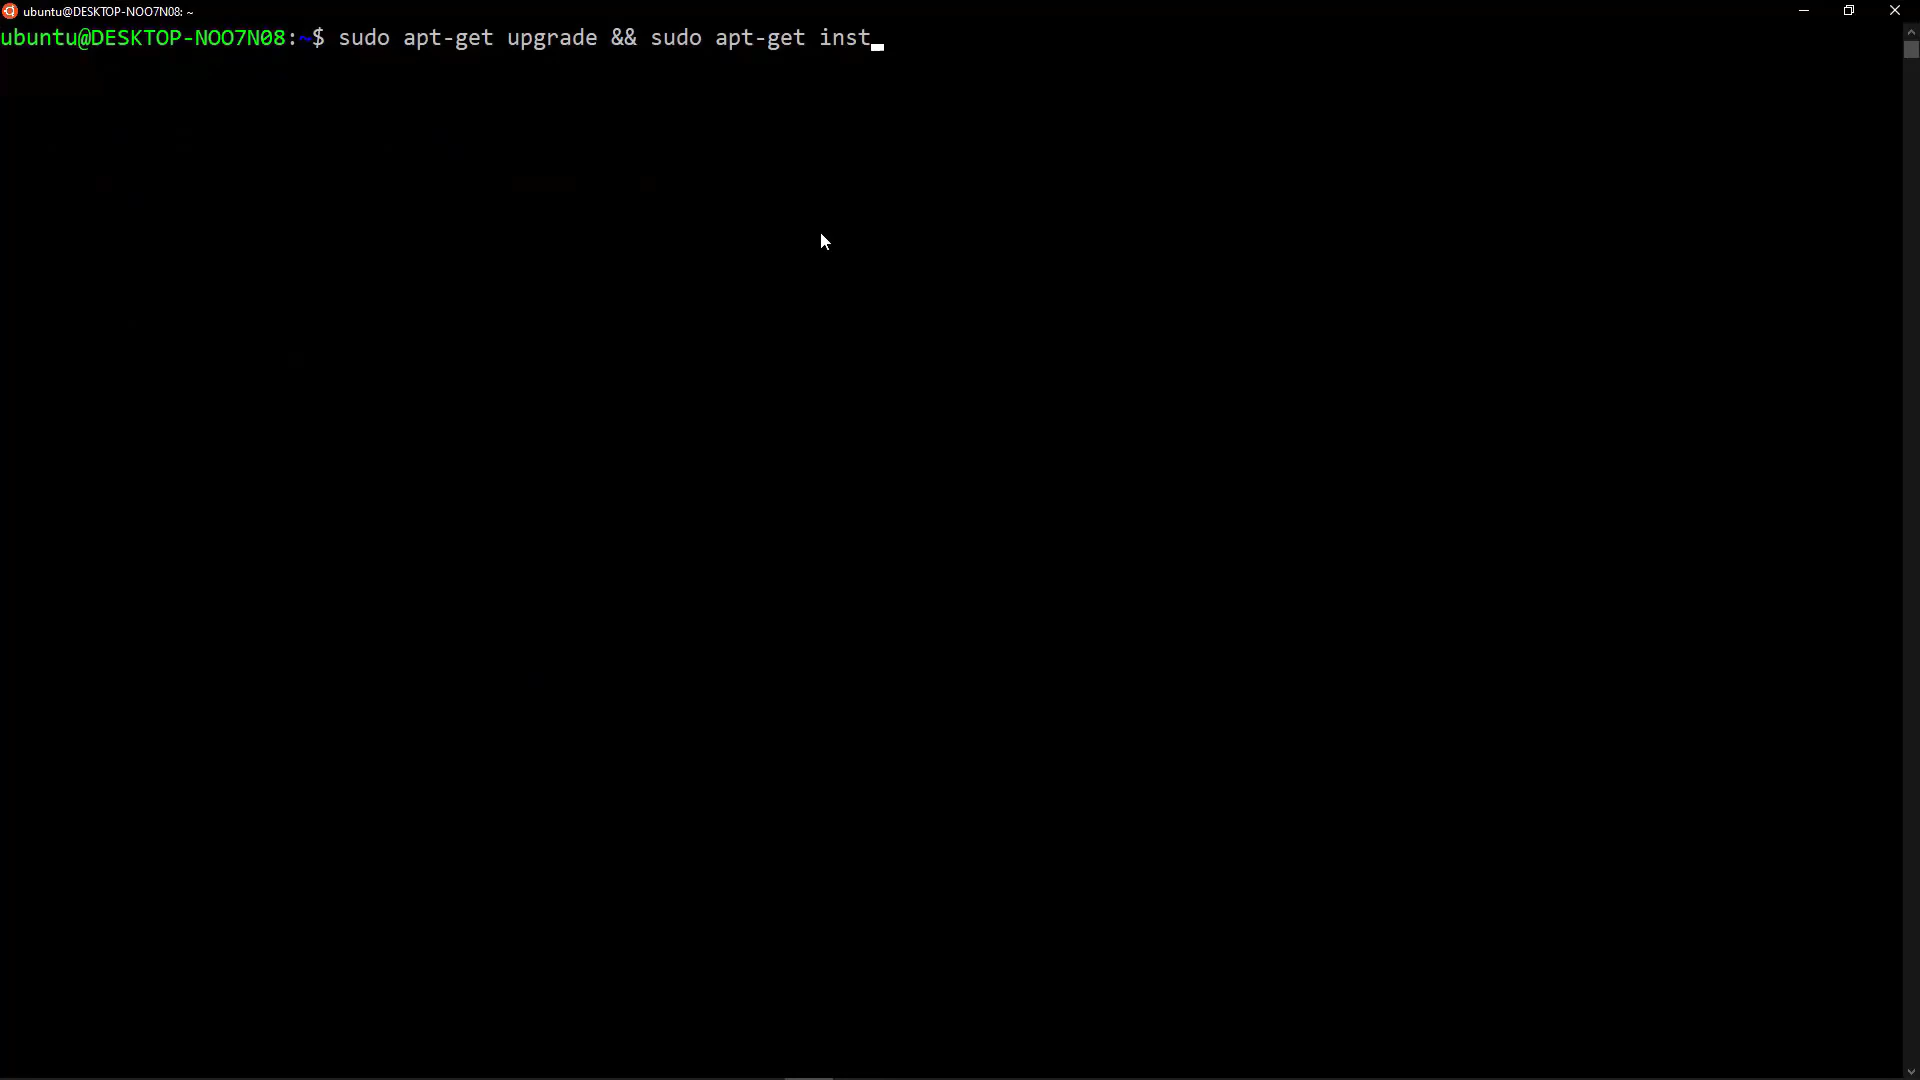 ubuntu@DESKTOP-NOO7N08: ~
ubuntu@DESKTOP-NOO7N08:~$ sudo apt-get upgrade && sudo apt-get inst